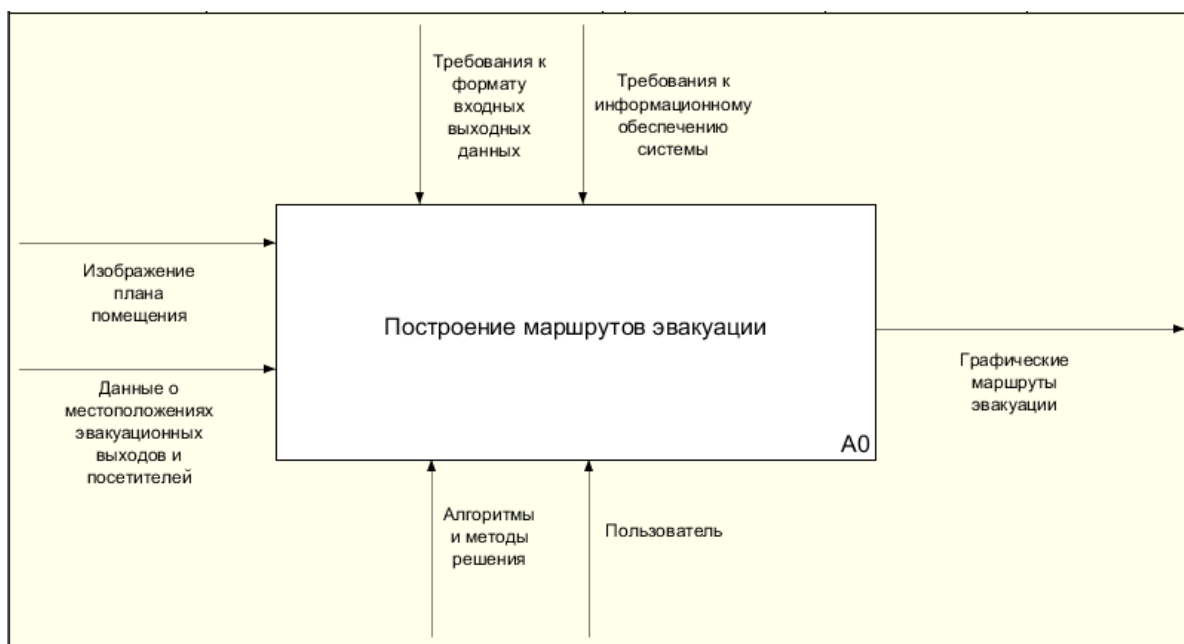 Требования к
формату
входных
выходных
данных
Требования к
информационному
обеспечению
системы
Изображение
плана
помещения
Построение маршрутов эвакуации
Графические
маршруты
эвакуации
Данные о
местоположениях
эвакуационных
выходов и
посетителей
A0
Алгоритмы
и методы
решения
Пользователь